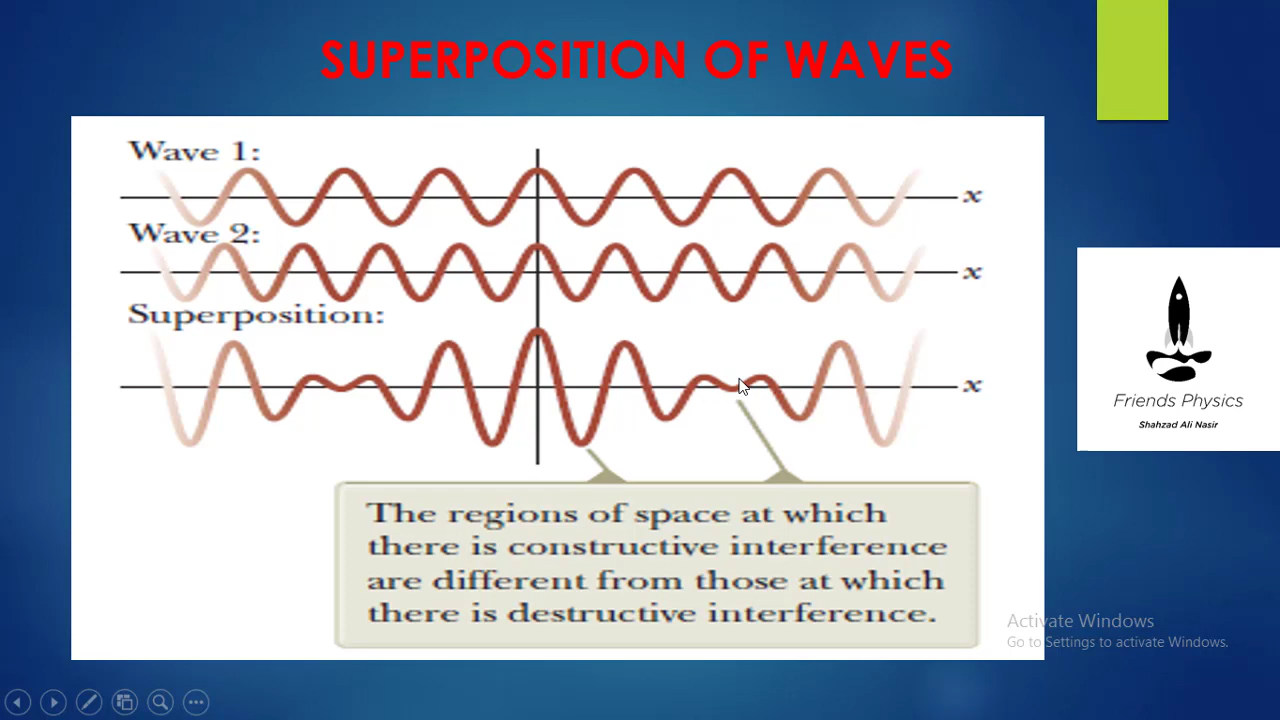 SUPERPOSITION OF WAVES
Wave 1:
x
Wave 2:
x
Superposition:
x
The regions of space at which
there is constructive interference
are different from those at which
there is destructive interference.
Friends Physics
Shahzad Ali Nasir
Activate Windows
Go to Settings to activate Windows.